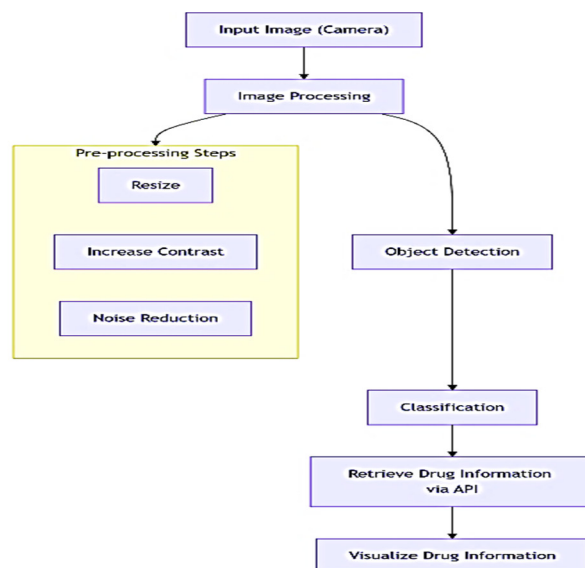 Input Image (Camera)
Image Processing
Pre-processing Steps
Resize
Increase Contrast
Noise Reduction
Object Detection
Classification
Retrieve Drug Information
via API
Visualize Drug Information